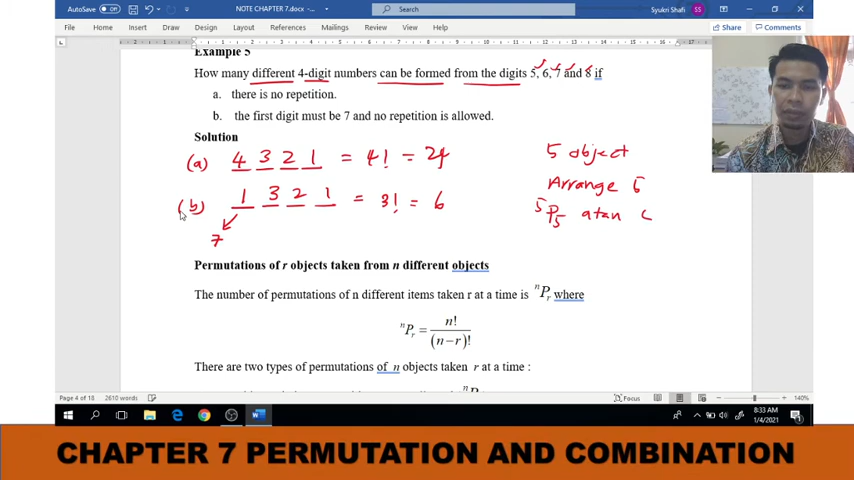 AutoSave Off
NOTE CHAPTER 7.docx
Syukri Shafi SS
File Home Insert Draw Design Layout References Mailings Review View Help
Share Comments
Example 5
How many different 4-digit numbers can be formed from the digits 5, 6, 7 and 8 if
a. there is no repetition.
b. the first digit must be 7 and no repetition is allowed.
Solution
(a) 4 3 2 1 = 4! = 24
5 object
Arrange 5
(b) 1 3 2 1 = 3! = 6
5P5 atau
7
Permutations of r objects taken from n different objects
The number of permutations of n different items taken r at a time is nPr where
nPr = n! / (n−r)!
There are two types of permutations of n objects taken r at a time :
Page 4 of 18 2610 words
Focus
140%
8:33 AM
1/4/2021
CHAPTER 7 PERMUTATION AND COMBINATION